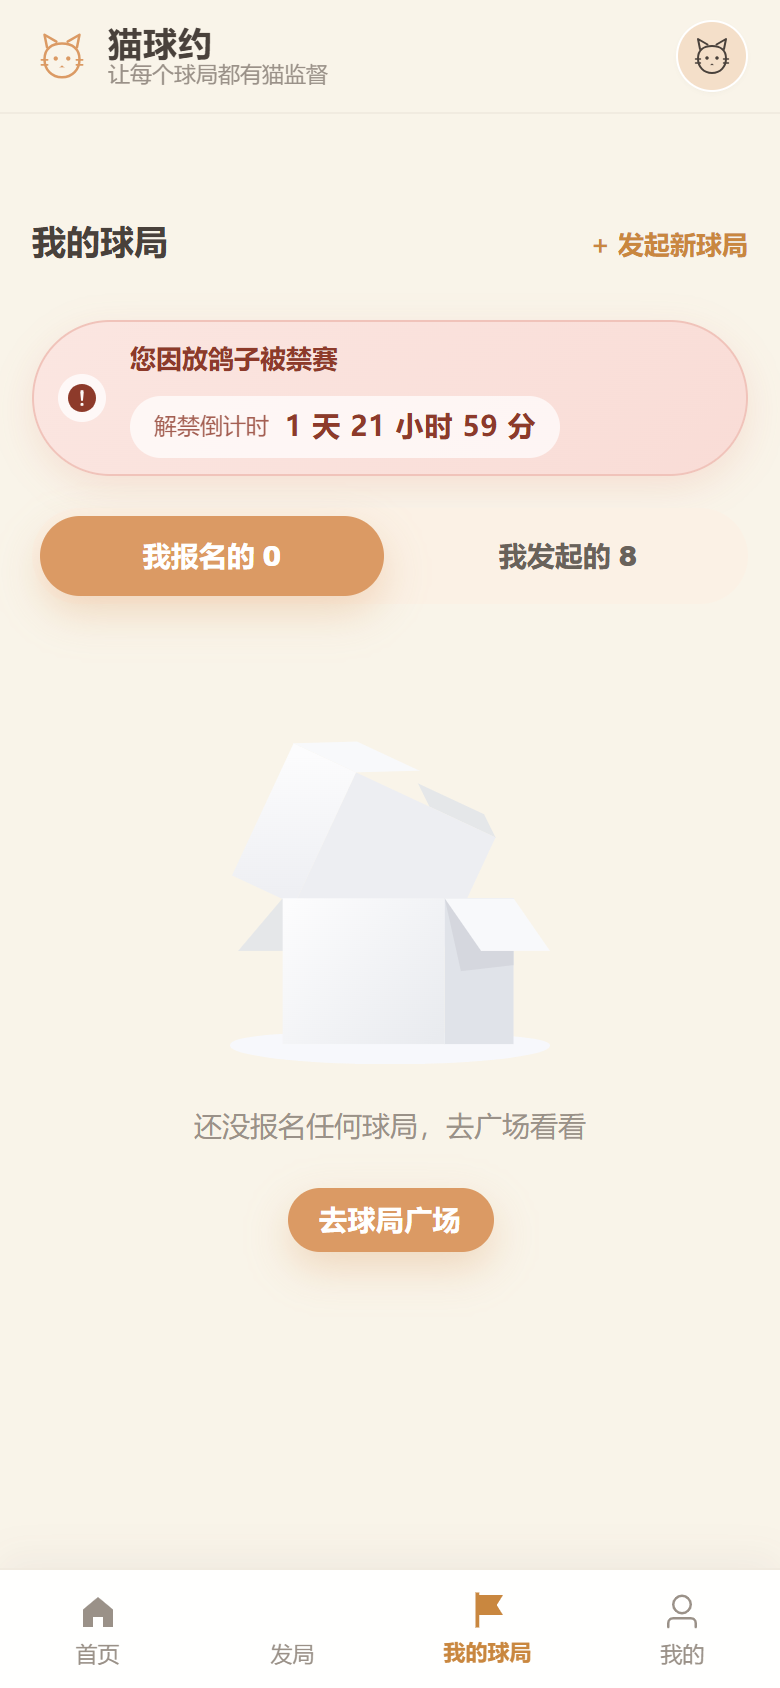 猫球约
让每个球局都有猫监督
我的球局
+ 发起新球局
您因放鸽子被禁赛
解禁倒计时 1 天 21 小时 59 分
我报名的 0
我发起的 8
还没报名任何球局，去广场看看
去球局广场
首页
发局
我的球局
我的